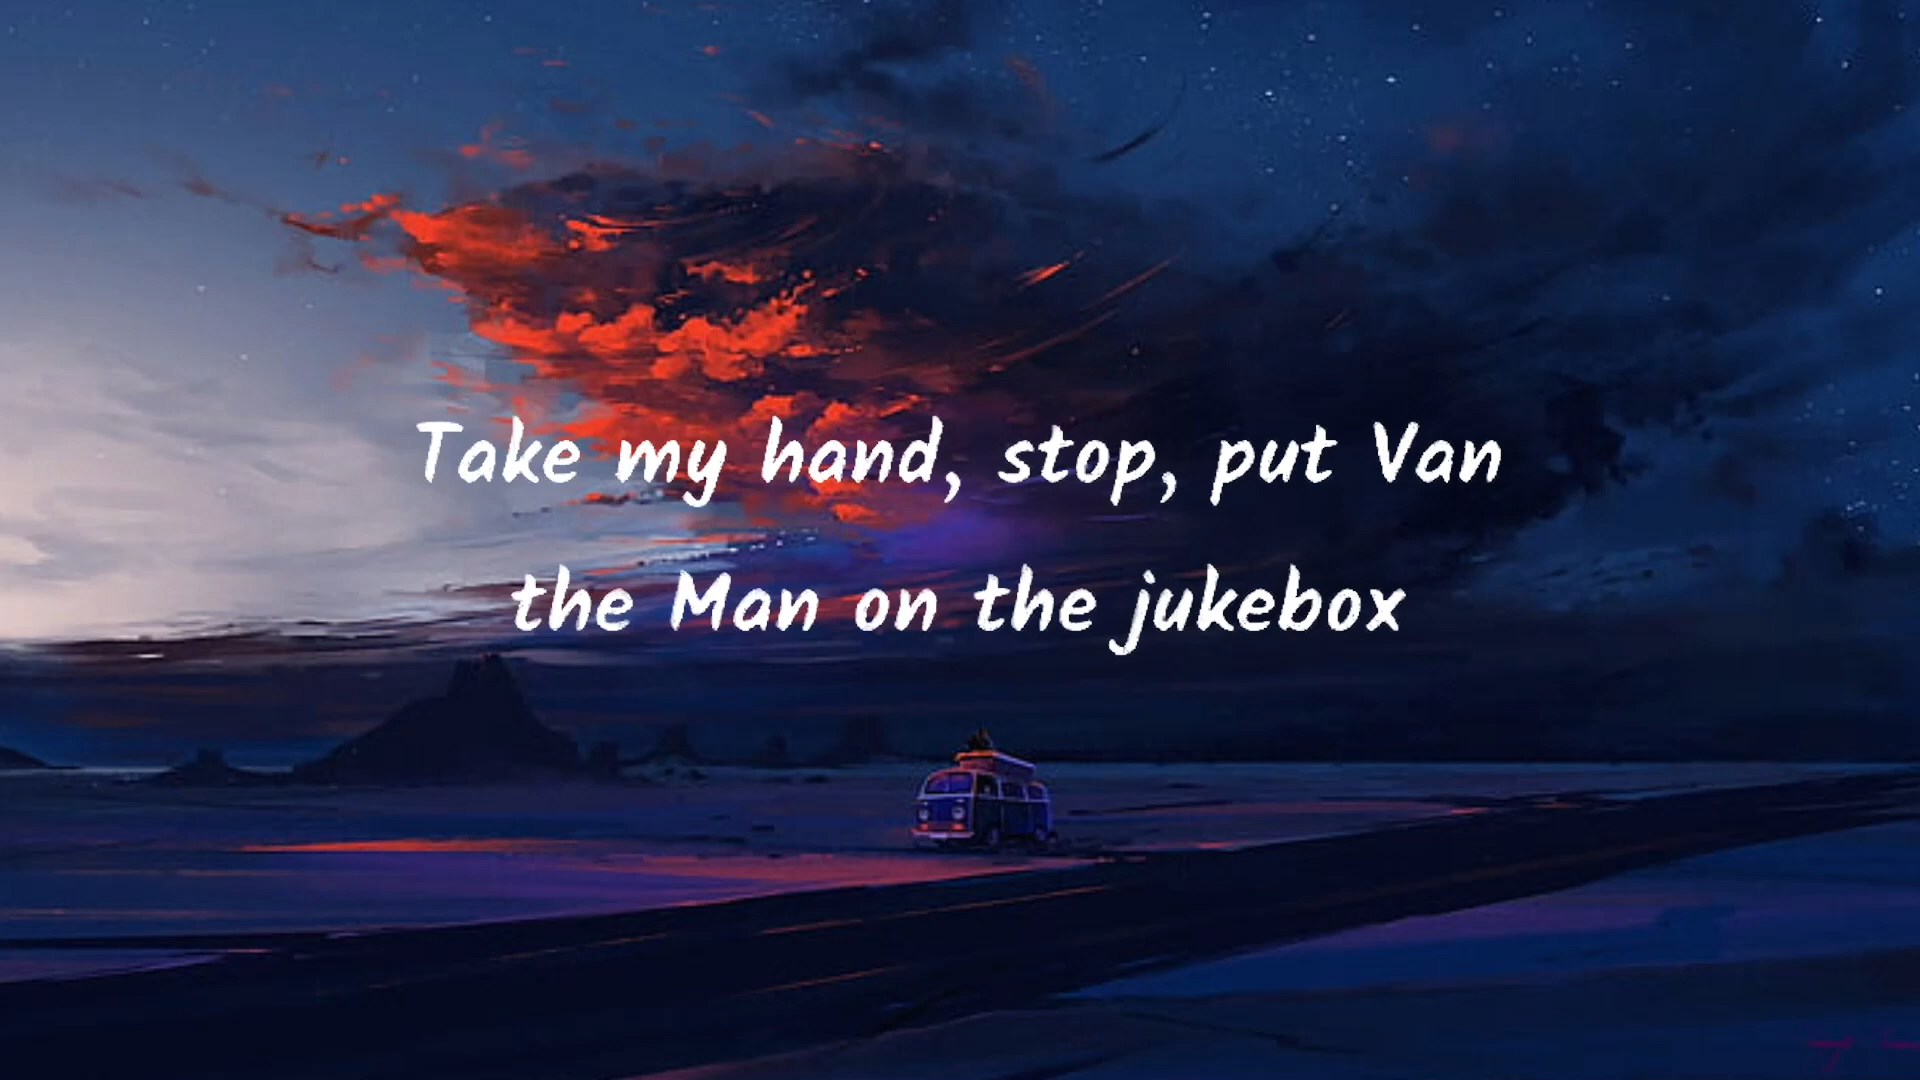 Take my hand, stop, put Van
the Man on the jukebox